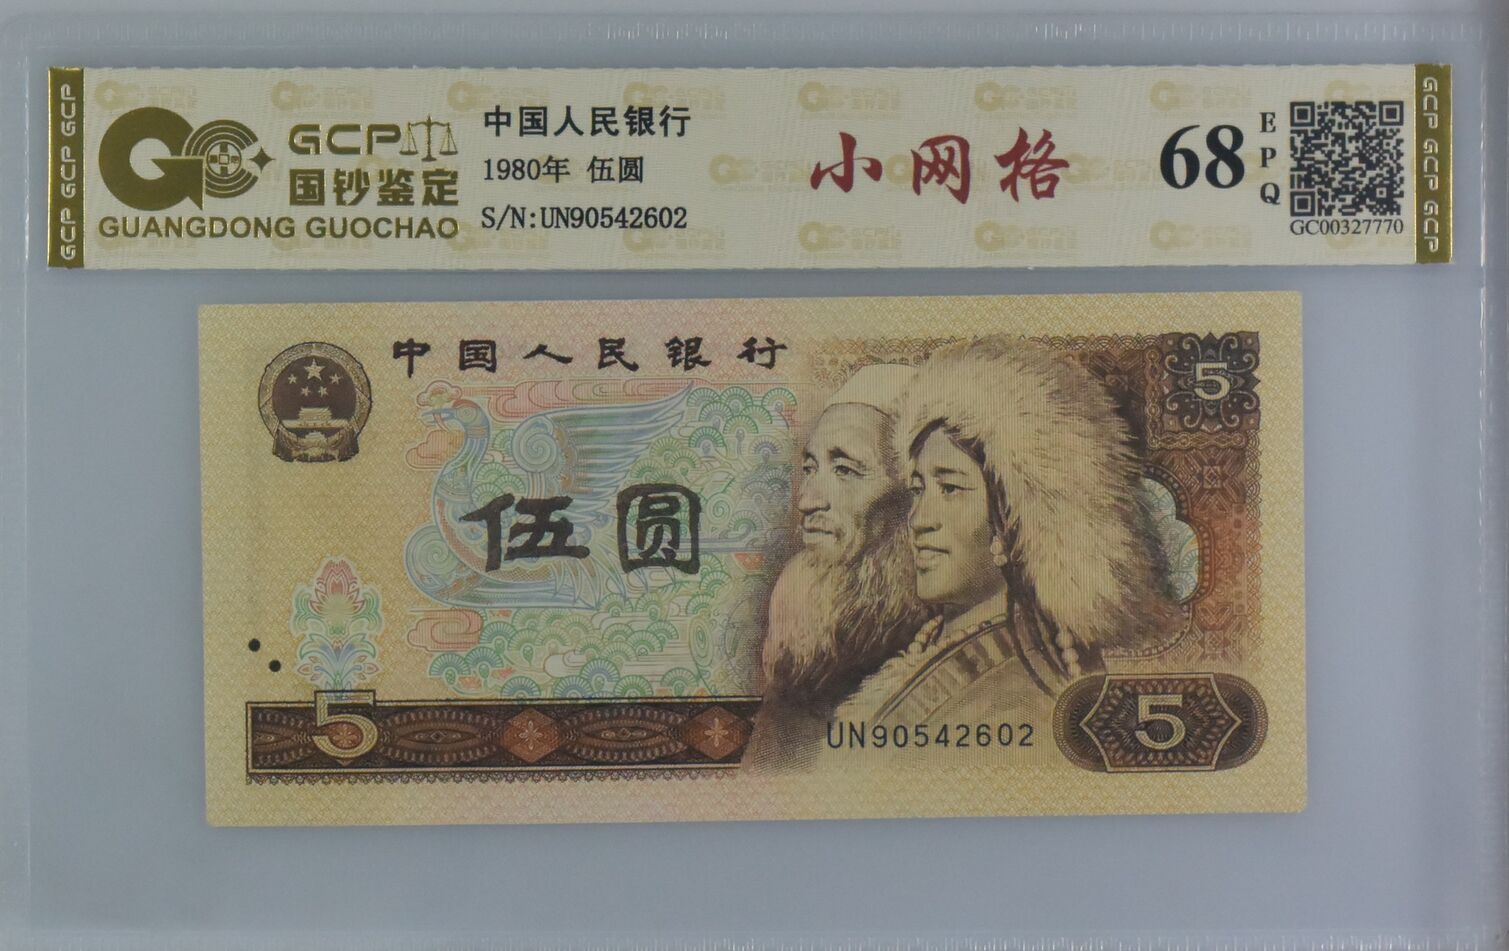 GCP
国钞鉴定
GUANGDONG GUOCHAO
中国人民银行
1980年 伍圆
S/N:UN90542602
小网格
68
EPQ
GC00327770
GCP GCP GCP
GCP GCP GCP
中国人民银行
5
伍圆
5
UN90542602
5